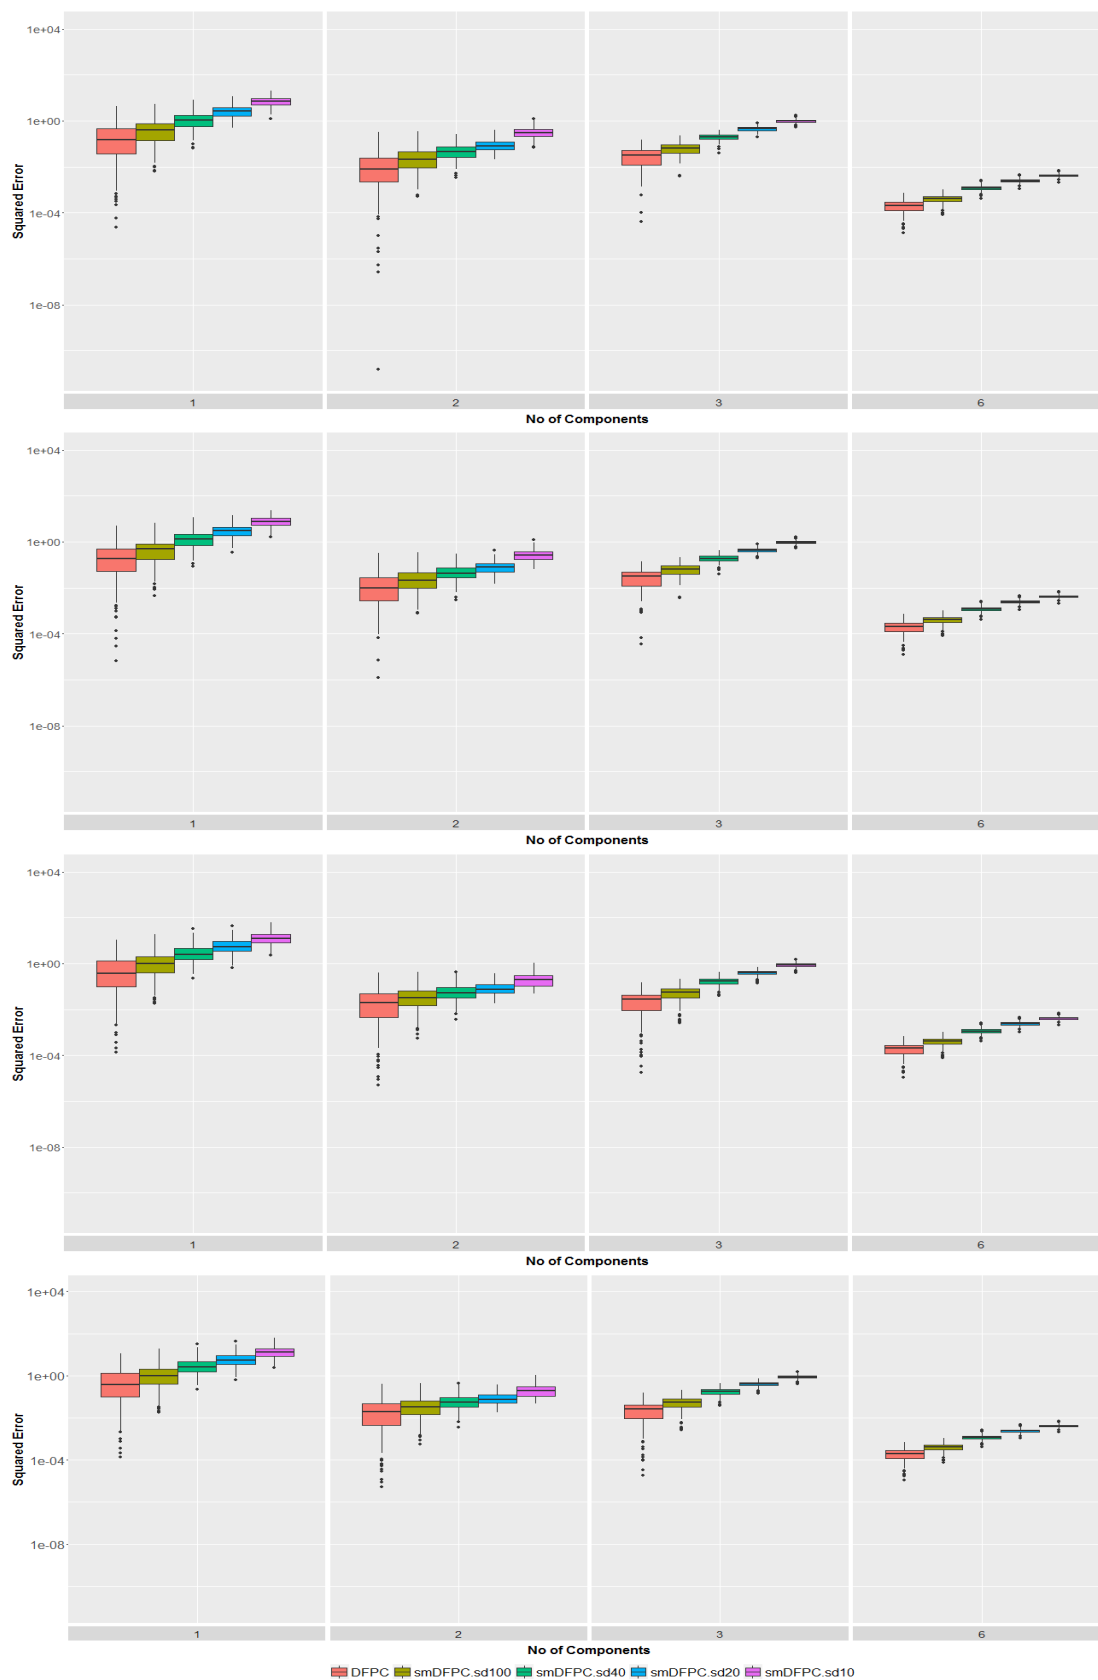 1e+04
1e+00
1e-04
1e-08
Squared Error
1 2 3 6
No of Components
1e+04
1e+00
1e-04
1e-08
Squared Error
1 2 3 6
No of Components
1e+04
1e+00
1e-04
1e-08
Squared Error
1 2 3 6
No of Components
1e+04
1e+00
1e-04
1e-08
Squared Error
1 2 3 6
No of Components
DFPC smDFPC.sd100 smDFPC.sd40 smDFPC.sd20 smDFPC.sd10